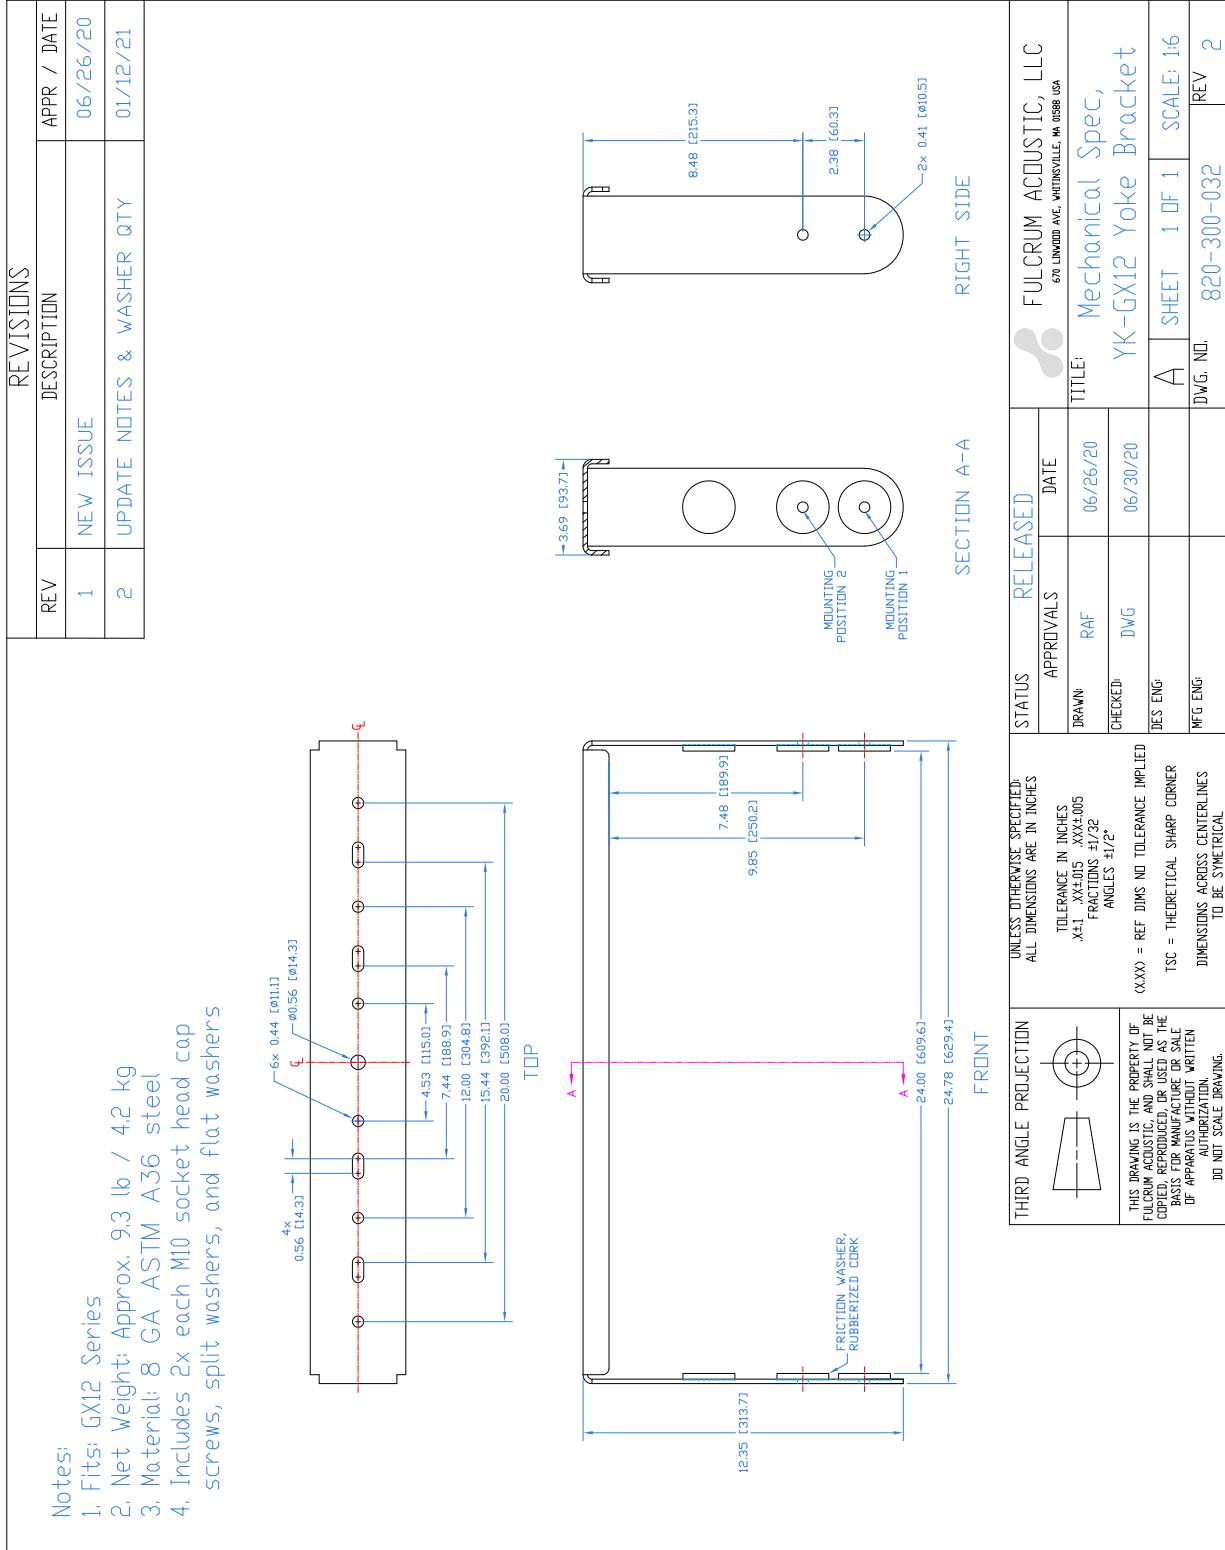 Notes:
1. Fits: GX12 Series
2. Net Weight: Approx. 9.3 lb / 4.2 kg
3. Material: 8 GA ASTM A36 steel
4. Includes 2x each M10 socket head cap
screws, split washers, and flat washers
REVISIONS
REV DESCRIPTION APPR / DATE
1 NEW ISSUE 06/26/20
2 UPDATE NOTES & WASHER QTY 01/12/21
6x 0.44 [Ø11.1]
Ø0.56 [Ø14.3]
4x
0.56 [14.3]
4.53 [115.0]
7.44 [188.9]
12.00 [304.8]
15.44 [392.1]
20.00 [508.0]
TOP
12.35 [313.7]
FRICTION WASHER,
RUBBERIZED CORK
A
A
7.48 [189.9]
9.85 [250.2]
24.00 [609.6]
24.78 [629.4]
FRONT
3.69 [93.7]
MOUNTING
POSITION 2
MOUNTING
POSITION 1
SECTION A-A
8.48 [215.3]
2.38 [60.3]
2x 0.41 [Ø10.5]
RIGHT SIDE
THIRD ANGLE PROJECTION
THIS DRAWING IS THE PROPERTY OF
FULCRUM ACOUSTIC, AND SHALL NOT BE
COPIED, REPRODUCED, OR USED AS THE
BASIS FOR MANUFACTURE OR SALE
OF APPARATUS WITHOUT WRITTEN
AUTHORIZATION.
DO NOT SCALE DRAWING.
UNLESS OTHERWISE SPECIFIED:
ALL DIMENSIONS ARE IN INCHES
TOLERANCE IN INCHES
.X±.1 .XX±.015 .XXX±.005
FRACTIONS ±1/32
ANGLES ±1/2°
(X.XX) = REF DIMS NO TOLERANCE IMPLIED
TSC = THEORETICAL SHARP CORNER
DIMENSIONS ACROSS CENTERLINES
TO BE SYMETRICAL
STATUS RELEASED
APPROVALS DATE
DRAWN: RAF 06/26/20
CHECKED: DWG 06/30/20
DES ENG:
MFG ENG:
FULCRUM ACOUSTIC, LLC
670 LINWOOD AVE, WHITINSVILLE, MA 01588 USA
TITLE:
Mechanical Spec,
YK-GX12 Yoke Bracket
A SHEET 1 OF 1 SCALE: 1:6
DWG. NO. 820-300-032 REV 2